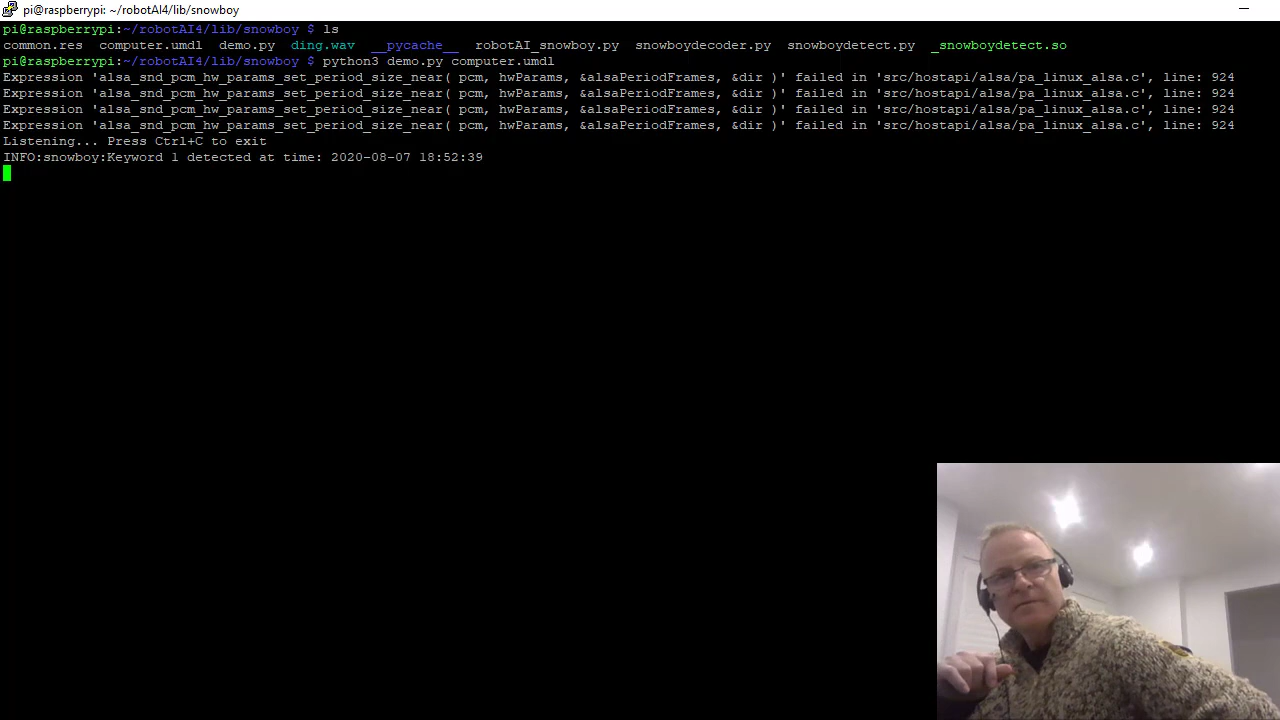 pi@raspberrypi: ~/robotAI4/lib/snowboy
pi@raspberrypi:~/robotAI4/lib/snowboy $ ls
common.res computer.umdl demo.py ding.wav __pycache__ robotAI_snowboy.py snowboydecoder.py snowboydetect.py _snowboydetect.so
pi@raspberrypi:~/robotAI4/lib/snowboy $ python3 demo.py computer.umdl
Expression 'alsa_snd_pcm_hw_params_set_period_size_near( pcm, hwParams, &alsaPeriodFrames, &dir )' failed in 'src/hostapi/alsa/pa_linux_alsa.c', line: 924
Expression 'alsa_snd_pcm_hw_params_set_period_size_near( pcm, hwParams, &alsaPeriodFrames, &dir )' failed in 'src/hostapi/alsa/pa_linux_alsa.c', line: 924
Expression 'alsa_snd_pcm_hw_params_set_period_size_near( pcm, hwParams, &alsaPeriodFrames, &dir )' failed in 'src/hostapi/alsa/pa_linux_alsa.c', line: 924
Expression 'alsa_snd_pcm_hw_params_set_period_size_near( pcm, hwParams, &alsaPeriodFrames, &dir )' failed in 'src/hostapi/alsa/pa_linux_alsa.c', line: 924
Listening... Press Ctrl+C to exit
INFO:snowboy:Keyword 1 detected at time: 2020-08-07 18:52:39